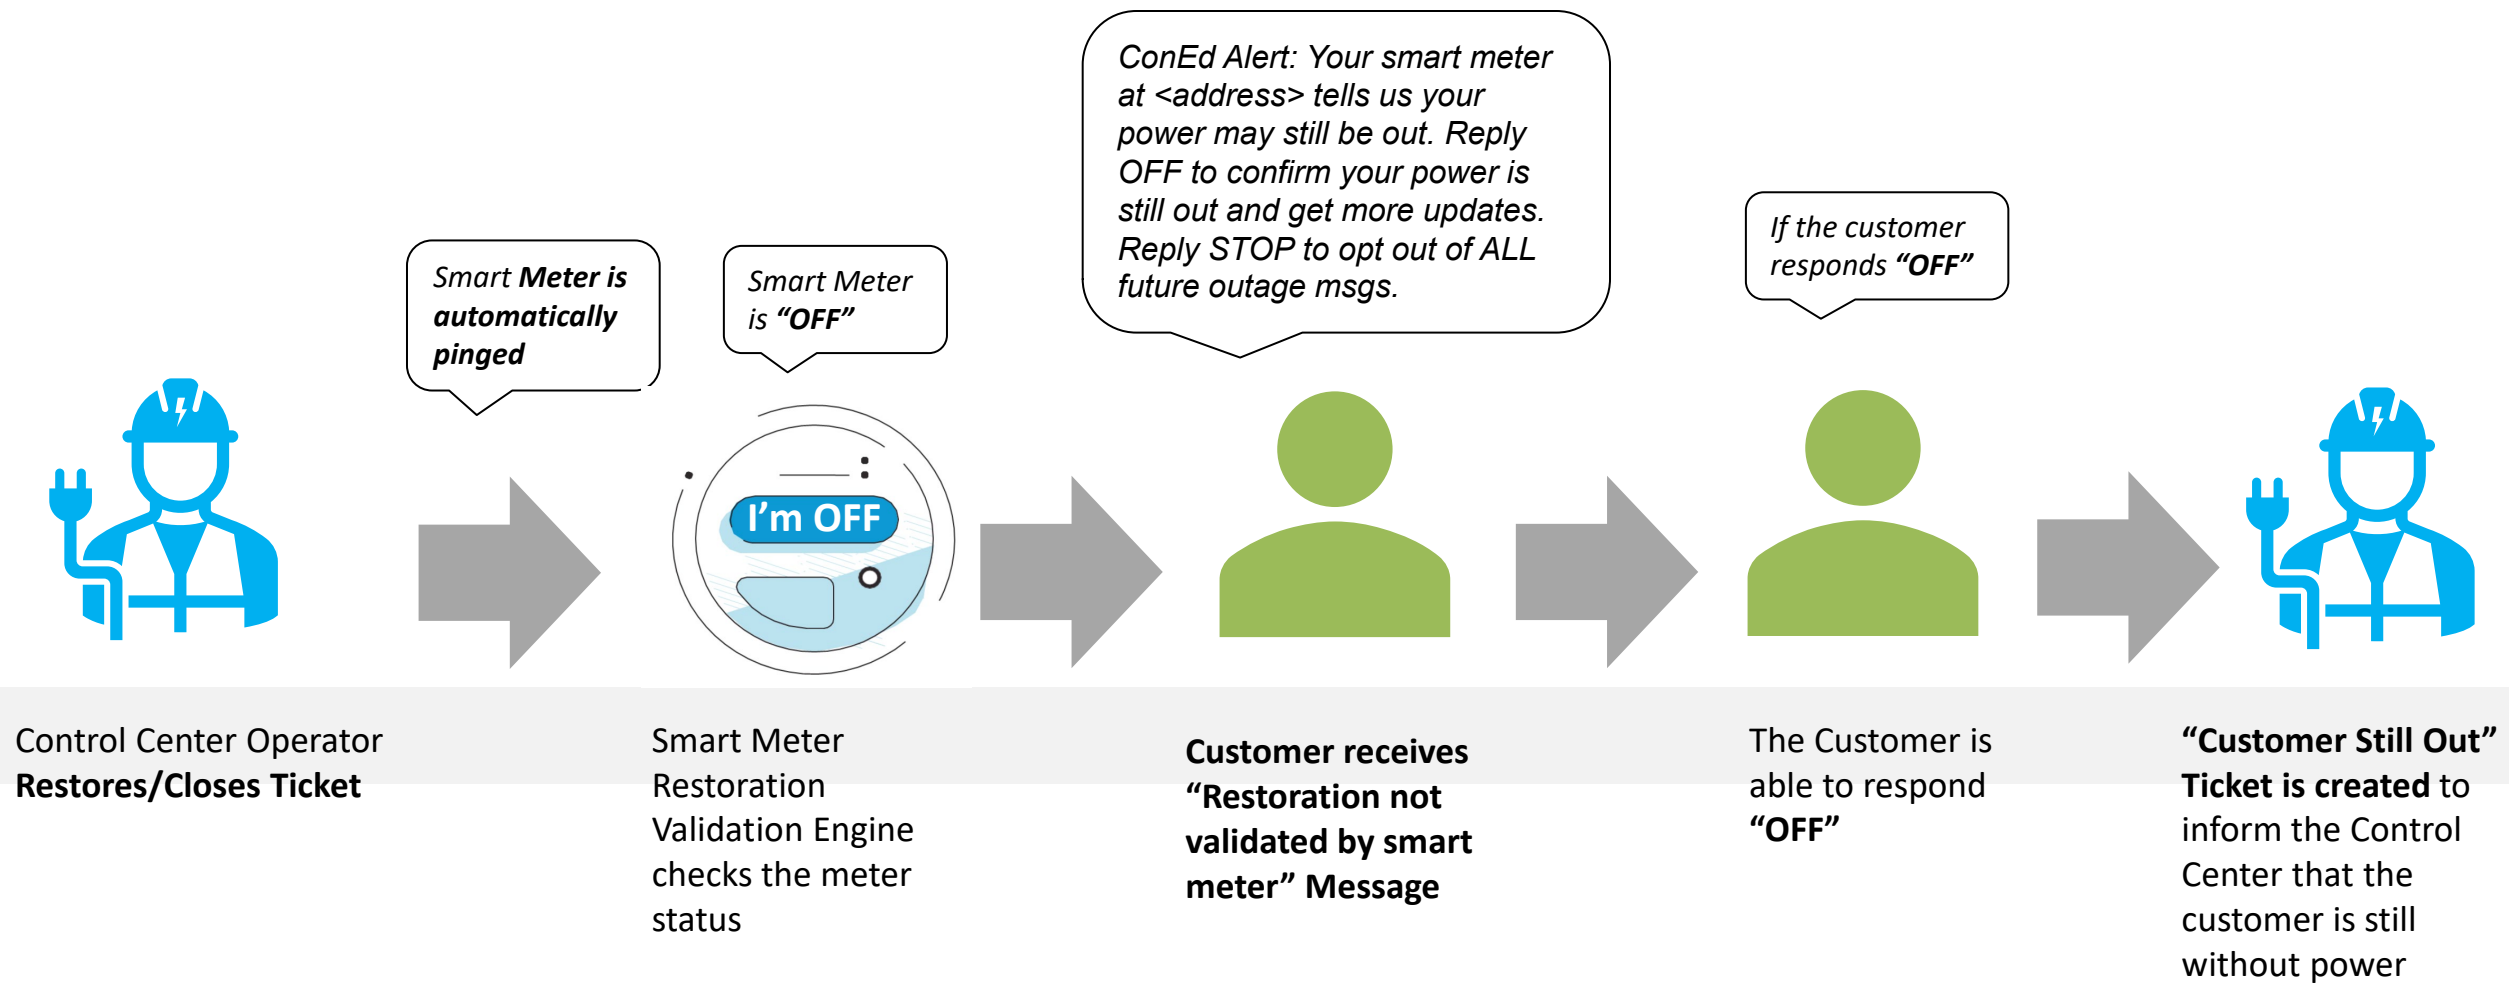 ConEd Alert: Your smart meter
at <address> tells us your
power may still be out. Reply
OFF to confirm your power is
still out and get more updates.
Reply STOP to opt out of ALL
future outage msgs.
Smart Meter is
automatically
pinged
Smart Meter
is “OFF”
If the customer
responds “OFF”
I’m OFF
Control Center Operator
Restores/Closes Ticket
Smart Meter
Restoration
Validation Engine
checks the meter
status
Customer receives
“Restoration not
validated by smart
meter” Message
The Customer is
able to respond
“OFF”
“Customer Still Out”
Ticket is created to
inform the Control
Center that the
customer is still
without power